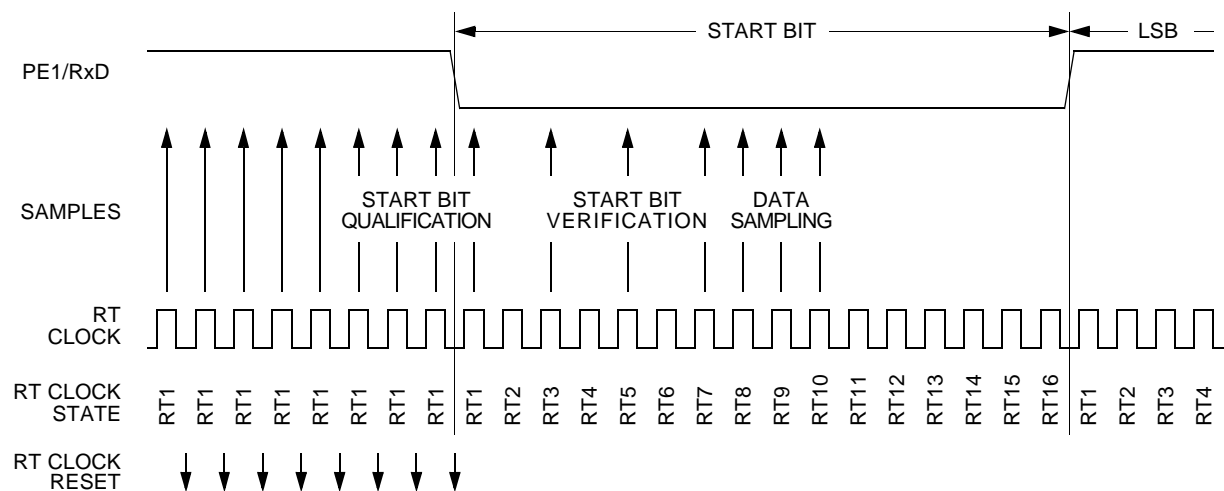 START BIT
LSB
PE1/RxD
SAMPLES
START BIT
QUALIFICATION
START BIT
VERIFICATION
DATA
SAMPLING
RT
CLOCK
RT CLOCK
STATE
RT1 RT1 RT1 RT1 RT1 RT1 RT1 RT1 RT1 RT2 RT3 RT4 RT5 RT6 RT7 RT8 RT9 RT10 RT11 RT12 RT13 RT14 RT15 RT16 RT1 RT2 RT3 RT4
RT CLOCK
RESET